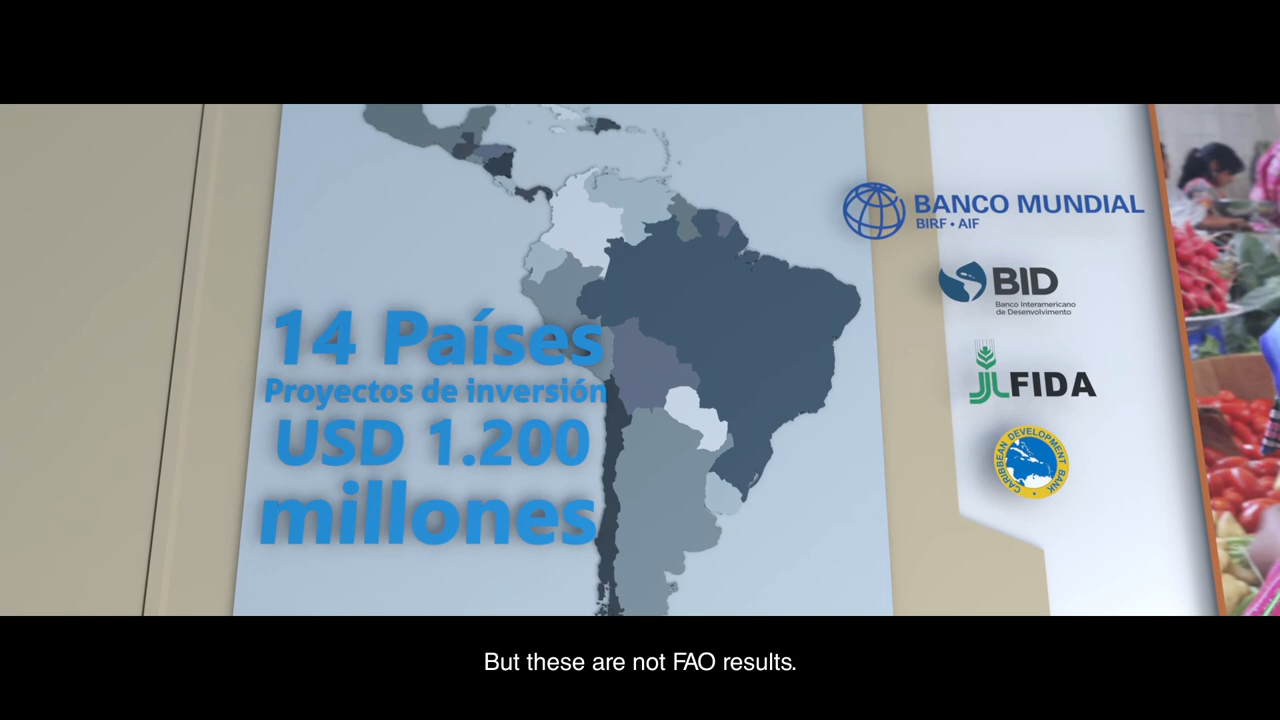 14 Países
Proyectos de inversión
USD 1.200
millones
BANCO MUNDIAL
BIRF • AIF
BID
Banco Interamericano
de Desenvolvimento
FIDA
CARIBBEAN DEVELOPMENT BANK
But these are not FAO results.